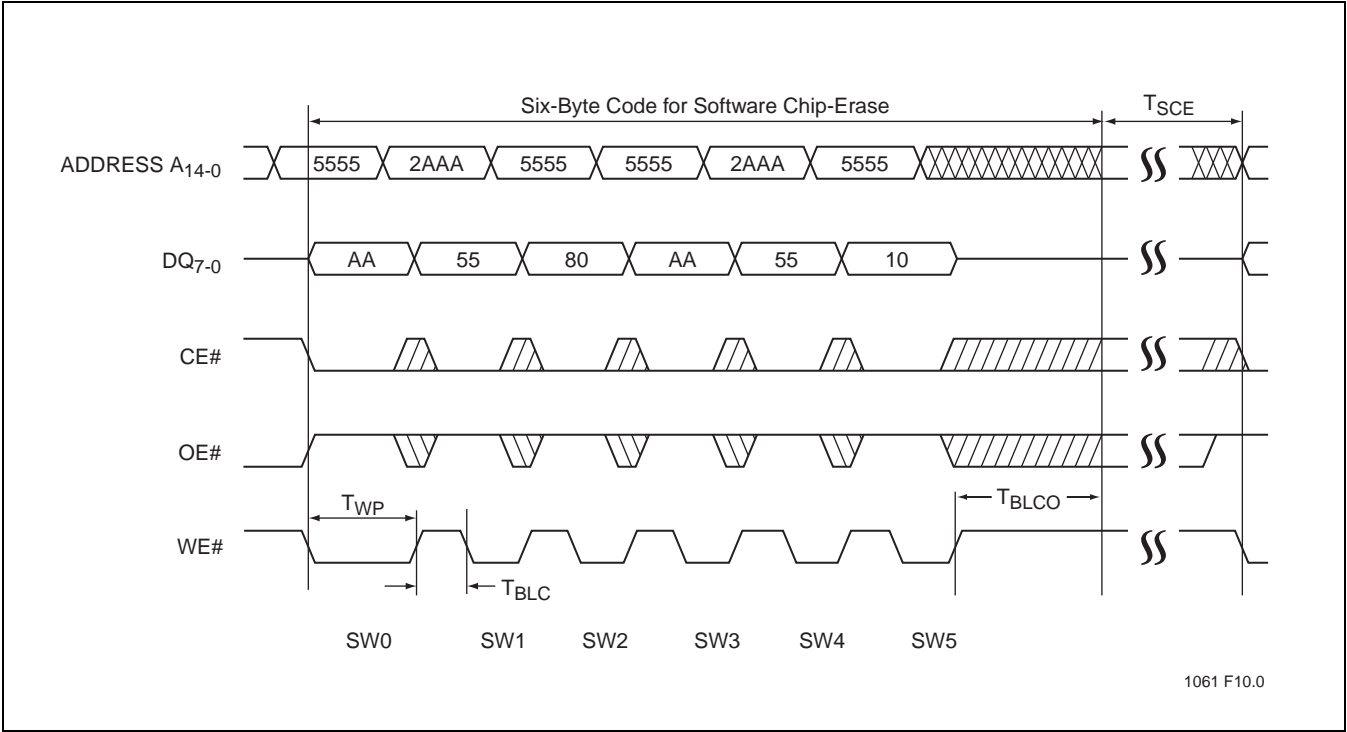 Six-Byte Code for Software Chip-Erase TSCE
ADDRESS A14-0 5555 2AAA 5555 5555 2AAA 5555
DQ7-0 AA 55 80 AA 55 10
CE#
OE#
TWP TBLCO
WE#
TBLC
SW0 SW1 SW2 SW3 SW4 SW5
1061 F10.0